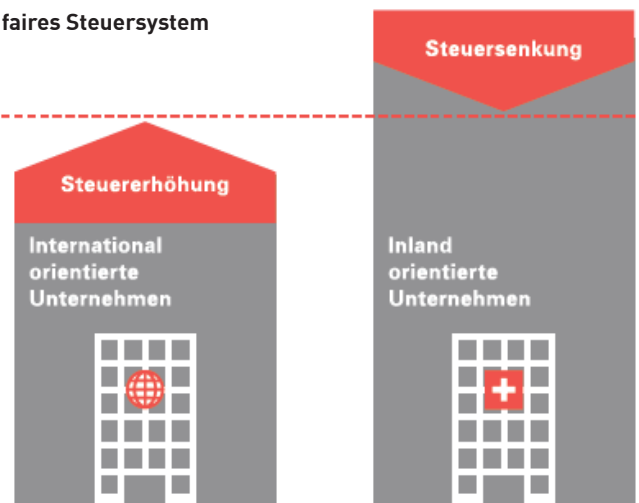 faires Steuersystem
Steuersenkung
Steuererhöhung
International
orientierte
Unternehmen
Inland
orientierte
Unternehmen